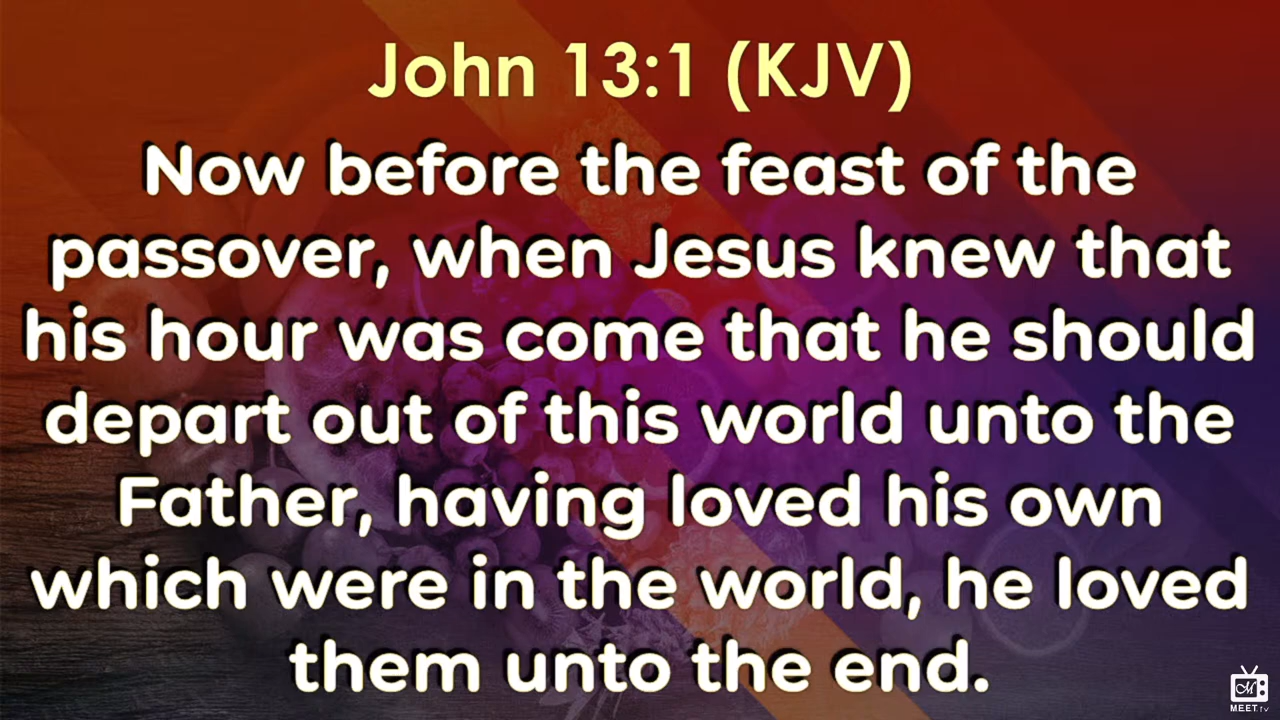 John 13:1 (KJV)
Now before the feast of the
passover, when Jesus knew that
his hour was come that he should
depart out of this world unto the
Father, having loved his own
which were in the world, he loved
them unto the end.
M
MEET.TV